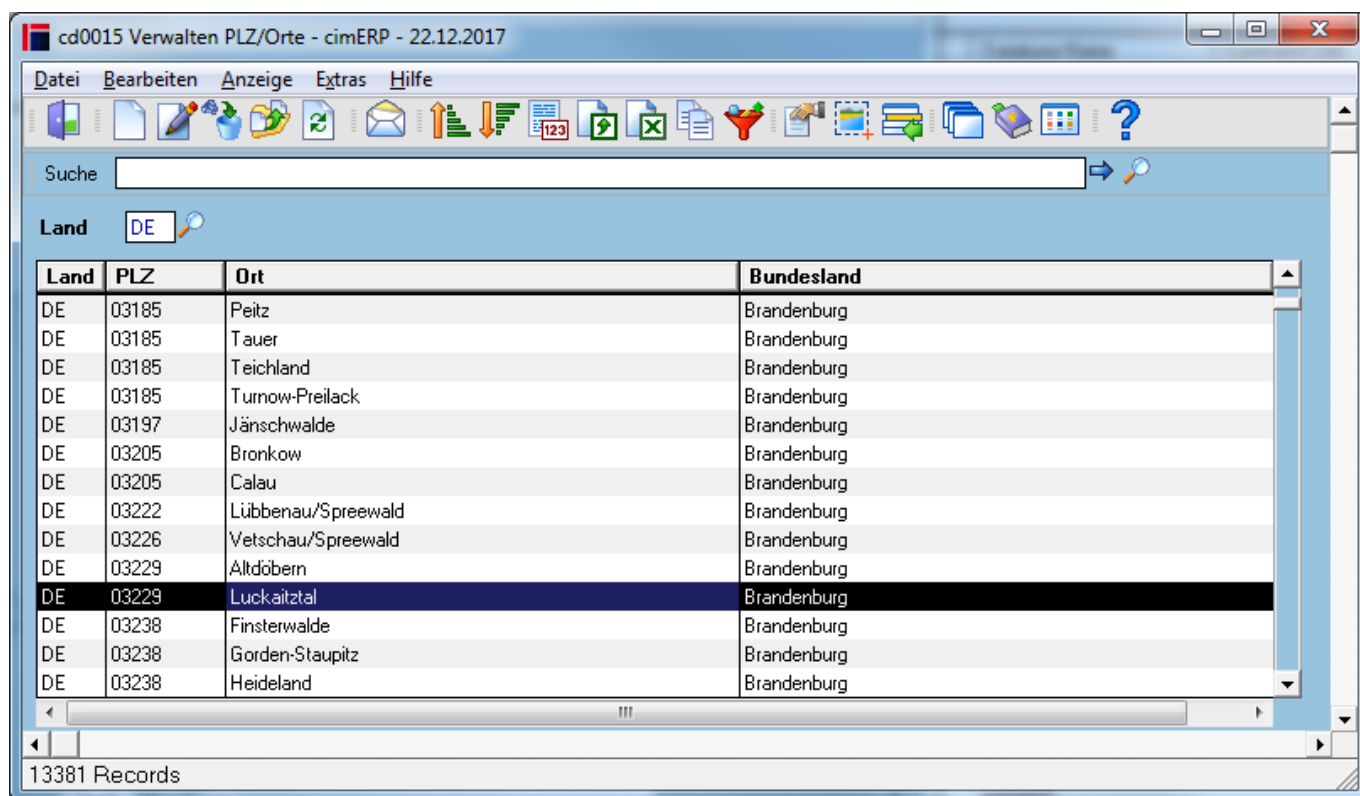 cd0015 Verwalten PLZ/Orte - cimERP - 22.12.2017
Datei Bearbeiten Anzeige Extras Hilfe
123
Suche
Land DE
Land PLZ Ort Bundesland
DE 03185 Peitz Brandenburg
DE 03185 Tauer Brandenburg
DE 03185 Teichland Brandenburg
DE 03185 Turnow-Preilack Brandenburg
DE 03197 Jänschwalde Brandenburg
DE 03205 Bronkow Brandenburg
DE 03205 Calau Brandenburg
DE 03222 Lübbenau/Spreewald Brandenburg
DE 03226 Vetschau/Spreewald Brandenburg
DE 03229 Altdöbern Brandenburg
DE 03229 Luckaitztal Brandenburg
DE 03238 Finsterwalde Brandenburg
DE 03238 Gorden-Staupitz Brandenburg
DE 03238 Heideland Brandenburg
13381 Records